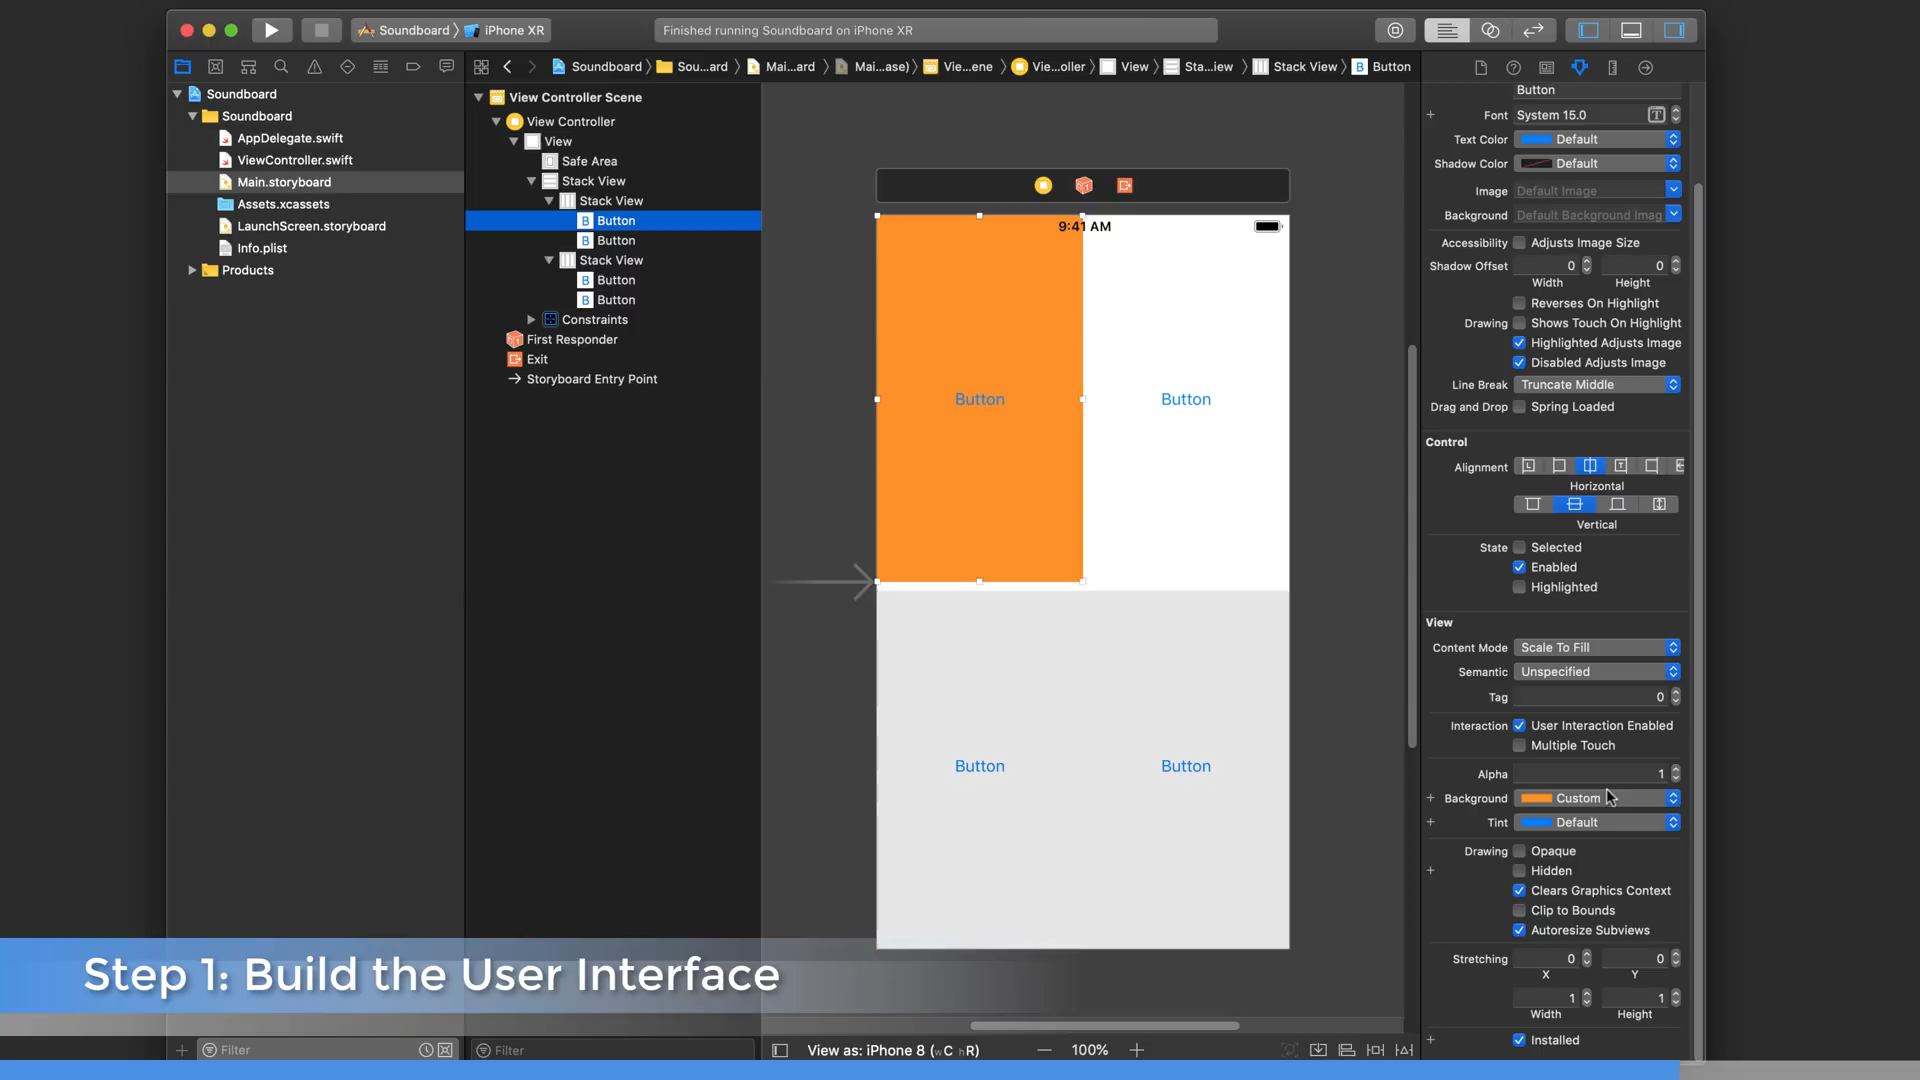 Soundboard 〉 iPhone XR
Finished running Soundboard on iPhone XR
Soundboard 〉 Sou...ard 〉 Mai...ard 〉 Mai...ase) 〉 Vie...ene 〉 Vie...oller 〉 View 〉 Sta...iew 〉 Stack View 〉 B Button
Soundboard
Soundboard
AppDelegate.swift
ViewController.swift
Main.storyboard
Assets.xcassets
LaunchScreen.storyboard
Info.plist
Products
View Controller Scene
View Controller
View
Safe Area
Stack View
Stack View
B Button
B Button
Stack View
B Button
B Button
Constraints
First Responder
Exit
Storyboard Entry Point
9:41 AM
Button
Button
Button
Button
Button
Font System 15.0
Text Color Default
Shadow Color Default
Image Default Image
Background Default Background Imag
Accessibility Adjusts Image Size
Shadow Offset 0 0
Width Height
Reverses On Highlight
Drawing Shows Touch On Highlight
Highlighted Adjusts Image
Disabled Adjusts Image
Line Break Truncate Middle
Drag and Drop Spring Loaded
Control
Alignment
Horizontal
Vertical
State Selected
Enabled
Highlighted
View
Content Mode Scale To Fill
Semantic Unspecified
Tag 0
Interaction User Interaction Enabled
Multiple Touch
Alpha 1
Background Custom
Tint Default
Drawing Opaque
Hidden
Clears Graphics Context
Clip to Bounds
Autoresize Subviews
Stretching 0 0
X Y
1 1
Width Height
Installed
Step 1: Build the User Interface
Filter
Filter
View as: iPhone 8 (wC hR)
100%